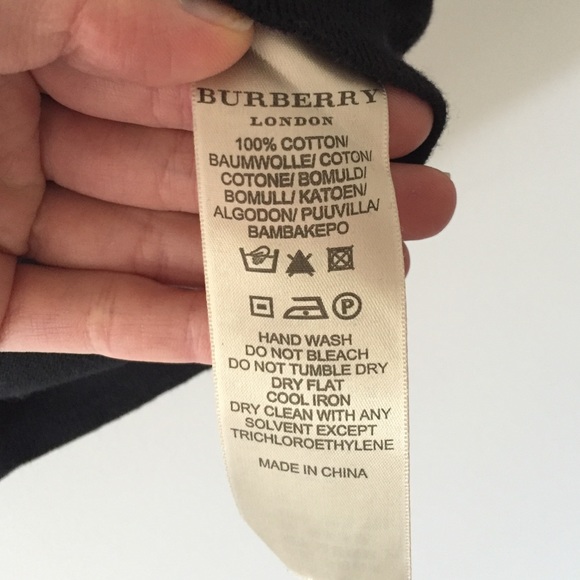 BURBERRY
LONDON
100% COTTON/
BAUMWOLLE/ COTON/
COTONE/ BOMULD/
BOMULL/ KATOEN/
ALGODON/ PUUVILLA/
BAMBAKEPO
P
HAND WASH
DO NOT BLEACH
DO NOT TUMBLE DRY
DRY FLAT
COOL IRON
DRY CLEAN WITH ANY
SOLVENT EXCEPT
TRICHLOROETHYLENE
MADE IN CHINA